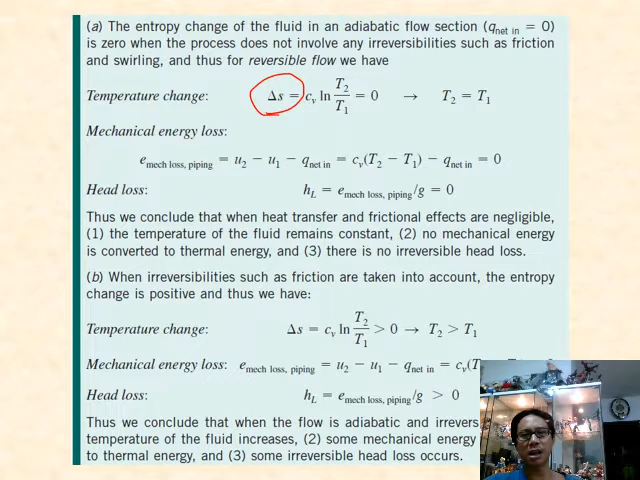 (a) The entropy change of the fluid in an adiabatic flow section (q_net in = 0)
is zero when the process does not involve any irreversibilities such as friction
and swirling, and thus for reversible flow we have
Temperature change: Δs = c_v ln T₂/T₁ = 0 → T₂ = T₁
Mechanical energy loss:
e_mech loss, piping = u₂ − u₁ − q_net in = c_v(T₂ − T₁) − q_net in = 0
Head loss: h_L = e_mech loss, piping/g = 0
Thus we conclude that when heat transfer and frictional effects are negligible,
(1) the temperature of the fluid remains constant, (2) no mechanical energy
is converted to thermal energy, and (3) there is no irreversible head loss.
(b) When irreversibilities such as friction are taken into account, the entropy
change is positive and thus we have:
Temperature change: Δs = c_v ln T₂/T₁ > 0 → T₂ > T₁
Mechanical energy loss: e_mech loss, piping = u₂ − u₁ − q_net in = c_v(T
Head loss: h_L = e_mech loss, piping/g > 0
Thus we conclude that when the flow is adiabatic and irrevers
temperature of the fluid increases, (2) some mechanical energy
to thermal energy, and (3) some irreversible head loss occurs.